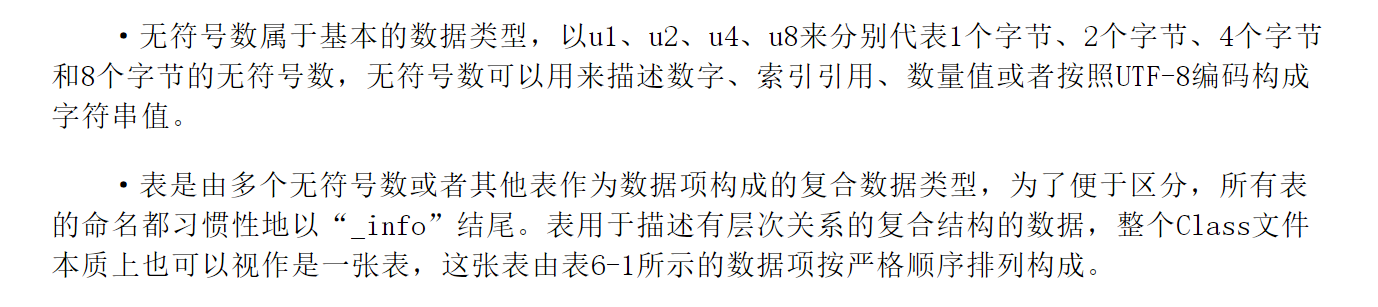 ·无符号数属于基本的数据类型，以u1、u2、u4、u8来分别代表1个字节、2个字节、4个字节
和8个字节的无符号数，无符号数可以用来描述数字、索引引用、数量值或者按照UTF-8编码构成
字符串值。
·表是由多个无符号数或者其他表作为数据项构成的复合数据类型，为了便于区分，所有表
的命名都习惯性地以“_info”结尾。表用于描述有层次关系的复合结构的数据，整个Class文件
本质上也可以视作是一张表，这张表由表6-1所示的数据项按严格顺序排列构成。